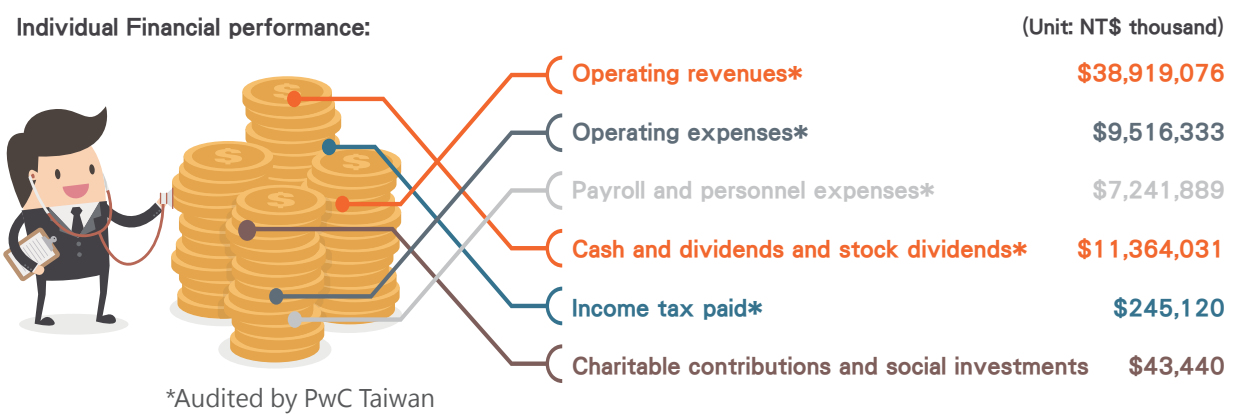 Individual Financial performance:
(Unit: NT$ thousand)
Operating revenues* $38,919,076
Operating expenses* $9,516,333
Payroll and personnel expenses* $7,241,889
Cash and dividends and stock dividends* $11,364,031
Income tax paid* $245,120
Charitable contributions and social investments $43,440
$
$
$
$
*Audited by PwC Taiwan